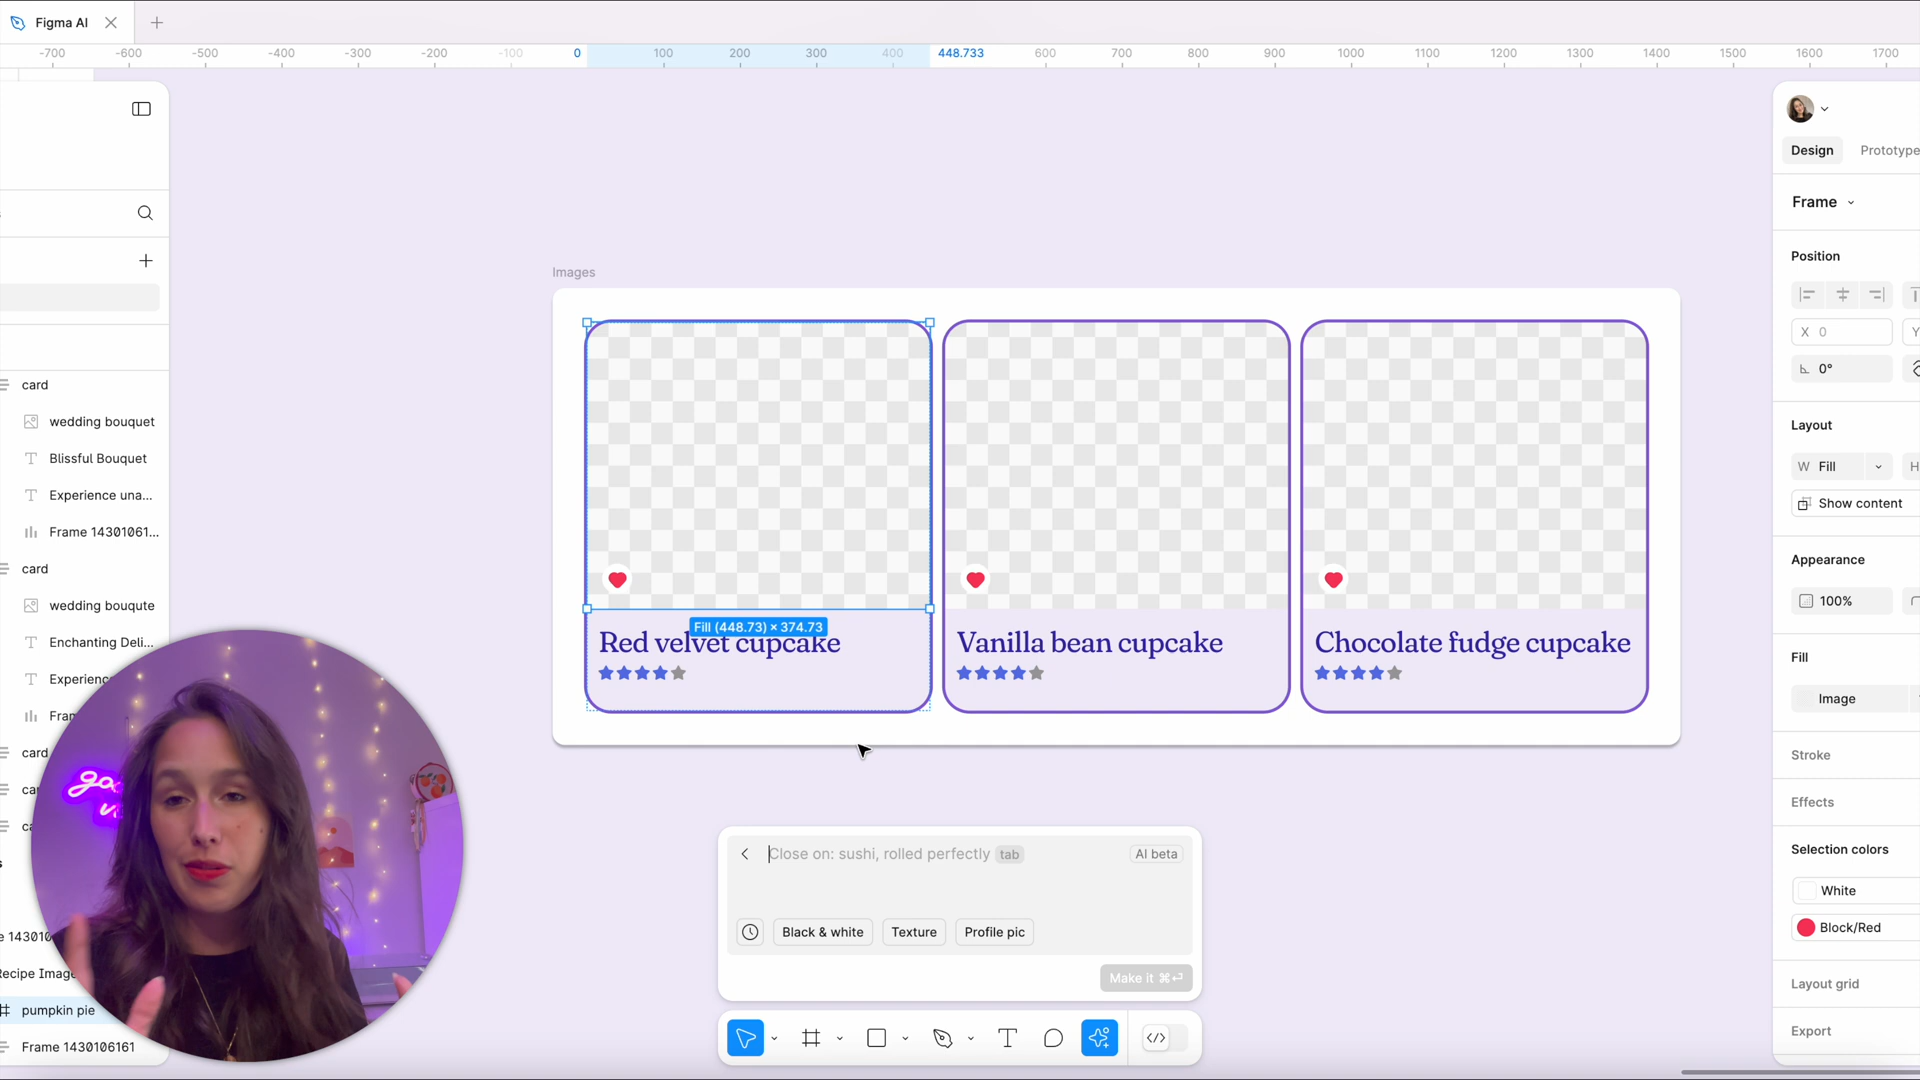 Figma AI
-700 -600 -500 -400 -300 -200 -100 0 100 200 300 400 448.733 600 700 800 900 1000 1100 1200 1300 1400 1500 1600 1700
Design Prototype
Frame
Position
X 0 Y
0°
Layout
W Fill H
Show content
Appearance
100%
Fill
Image
Stroke
Effects
Selection colors
White
Block/Red
Layout grid
Export
card
wedding bouquet
Blissful Bouquet
Experience una...
Frame 14301061...
card
wedding bouqute
Enchanting Deli...
card
pumpkin pie
Frame 1430106161
Images
Fill (448.73) × 374.73
Red velvet cupcake
Vanilla bean cupcake
Chocolate fudge cupcake
Close on: sushi, rolled perfectly tab
AI beta
Black & white Texture Profile pic
Make it ⌘⏎